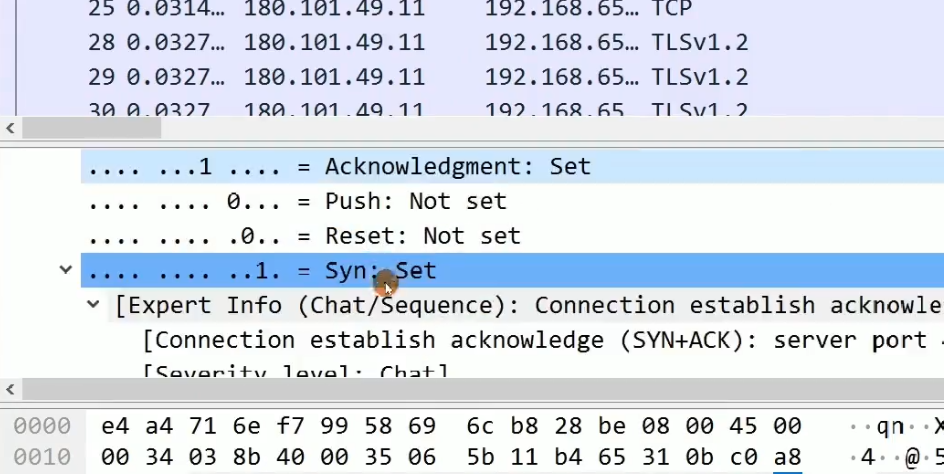 25 0.0314… 180.101.49.11 192.168.65… TCP
28 0.0327… 180.101.49.11 192.168.65… TLSv1.2
29 0.0327… 180.101.49.11 192.168.65… TLSv1.2
30 0.0327 180.101.49.11 192.168.65 TLSv1.2
.... ...1 .... = Acknowledgment: Set
.... .... 0... = Push: Not set
.... .... .0.. = Reset: Not set
.... .... ..1. = Syn: Set
[Expert Info (Chat/Sequence): Connection establish acknowle
[Connection establish acknowledge (SYN+ACK): server port
[Severity level: Chat]
0000 e4 a4 71 6e f7 99 58 69 6c b8 28 be 08 00 45 00 ··qn··X
0010 00 34 03 8b 40 00 35 06 5b 11 b4 65 31 0b c0 a8 ·4··@·5